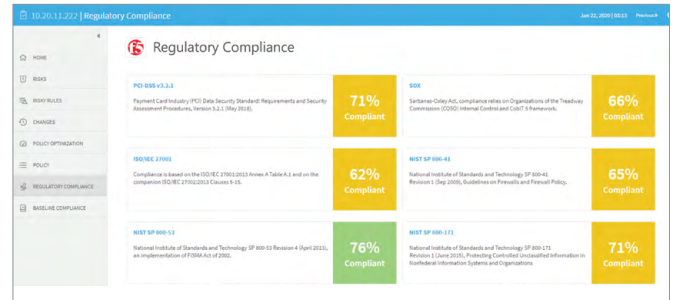 10.20.11.222 | Regulatory Compliance
Jan 22, 2020 | 03:13 Previous
HOME
RISKS
RISKY RULES
CHANGES
POLICY OPTIMIZATION
POLICY
REGULATORY COMPLIANCE
BASELINE COMPLIANCE
Regulatory Compliance
PCI-DSS v3.2.1
Payment Card Industry (PCI) Data Security Standard: Requirements and Security
Assessment Procedures, Version 3.2.1 (May 2018).
71%
Compliant
SOX
Sarbanes-Oxley Act, compliance relies on Organizations of the Treadway
Commission (COSO) Internal Control and CobiT 5 framework.
66%
Compliant
ISO/IEC 27001
Compliance is based on the ISO/IEC 27001:2013 Annex A Table A.1 and on the
companion ISO/IEC 27002:2013 Clauses 5-15.
62%
Compliant
NIST SP 800-41
National Institute of Standards and Technology SP 800-41
Revision 1 (Sep 2009), Guidelines on Firewalls and Firewall Policy.
65%
Compliant
NIST SP 800-53
National Institute of Standards and Technology SP 800-53 Revision 4 (April 2013),
an implementation of FISMA Act of 2002.
76%
Compliant
NIST SP 800-171
National Institute of Standards and Technology SP 800-171
Revision 1 (June 2015), Protecting Controlled Unclassified Information in
Nonfederal Information Systems and Organizations
71%
Compliant